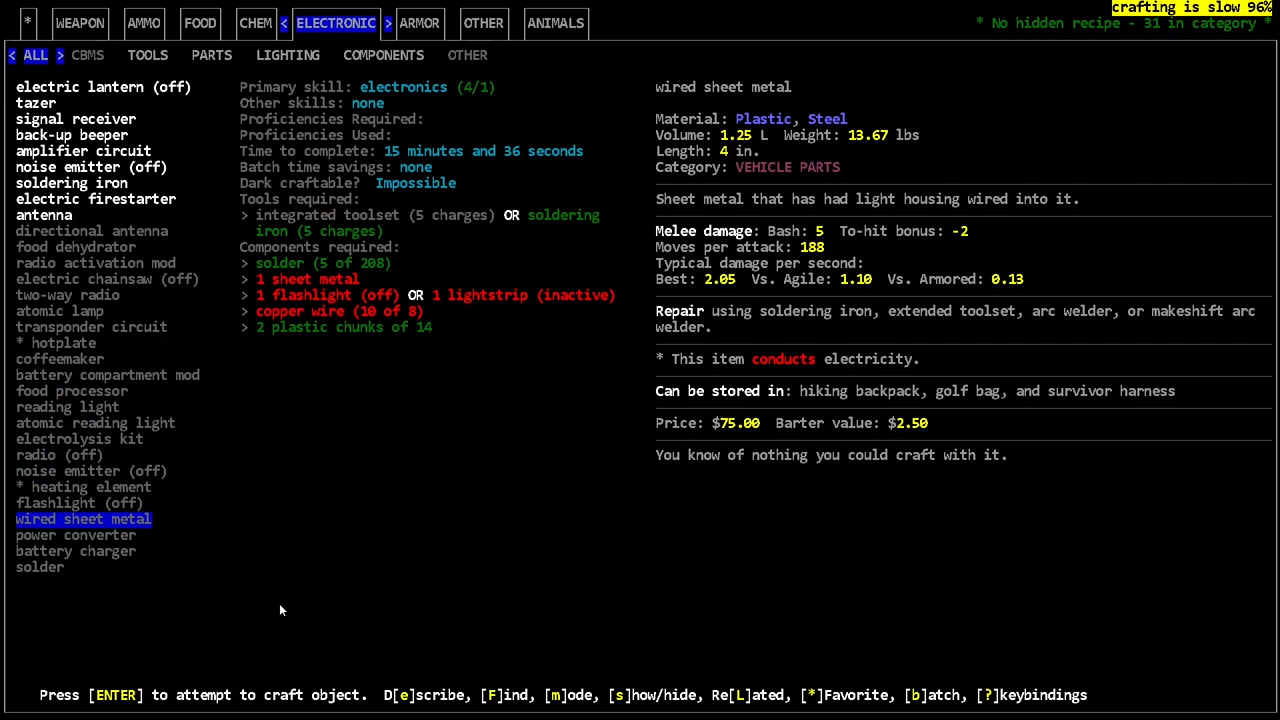 crafting is slow 96%
* WEAPON AMMO FOOD CHEM < ELECTRONIC > ARMOR OTHER ANIMALS
* No hidden recipe - 31 in category *
< ALL > CBMS TOOLS PARTS LIGHTING COMPONENTS OTHER
electric lantern (off)
tazer
signal receiver
back-up beeper
amplifier circuit
noise emitter (off)
soldering iron
electric firestarter
antenna
directional antenna
food dehydrator
radio activation mod
electric chainsaw (off)
two-way radio
atomic lamp
transponder circuit
* hotplate
coffeemaker
battery compartment mod
food processor
reading light
atomic reading light
electrolysis kit
radio (off)
noise emitter (off)
* heating element
flashlight (off)
wired sheet metal
power converter
battery charger
solder
Primary skill: electronics (4/1)
Other skills: none
Proficiencies Required:
Proficiencies Used:
Time to complete: 15 minutes and 36 seconds
Batch time savings: none
Dark craftable? Impossible
Tools required:
> integrated toolset (5 charges) OR soldering
iron (5 charges)
Components required:
> solder (5 of 208)
> 1 sheet metal
> 1 flashlight (off) OR 1 lightstrip (inactive)
> copper wire (10 of 8)
> 2 plastic chunks of 14
wired sheet metal
Material: Plastic, Steel
Volume: 1.25 L Weight: 13.67 lbs
Length: 4 in.
Category: VEHICLE PARTS
Sheet metal that has had light housing wired into it.
Melee damage: Bash: 5 To-hit bonus: -2
Moves per attack: 188
Typical damage per second:
Best: 2.05 Vs. Agile: 1.10 Vs. Armored: 0.13
Repair using soldering iron, extended toolset, arc welder, or makeshift arc
welder.
* This item conducts electricity.
Can be stored in: hiking backpack, golf bag, and survivor harness
Price: $75.00 Barter value: $2.50
You know of nothing you could craft with it.
Press [ENTER] to attempt to craft object. D[e]scribe, [F]ind, [m]ode, [s]how/hide, Re[L]ated, [*]Favorite, [b]atch, [?]keybindings